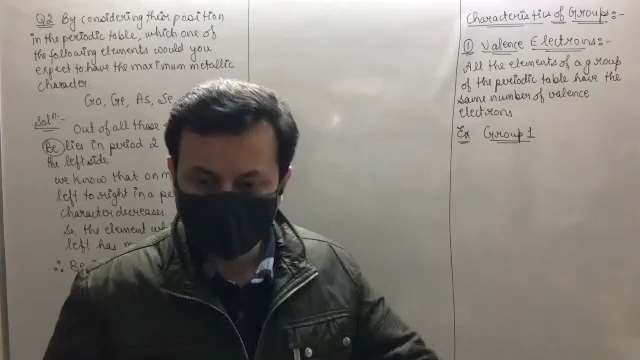 Q2 By considering their position
in the periodic table, which one of
the following elements would you
expect to have the maximum metallic
character
Ga, Ge, As, Se
Solⁿ:- Out of all these
Be lies in period 2
the left side
we know that on m
left to right in a pe
character decreases.
So, the element wh
left has m
∴ Be
Characteristics of Groups:-
① Valence Electrons:-
All the elements of a group
of the periodic table have the
same number of valence
electrons
Ex Group 1